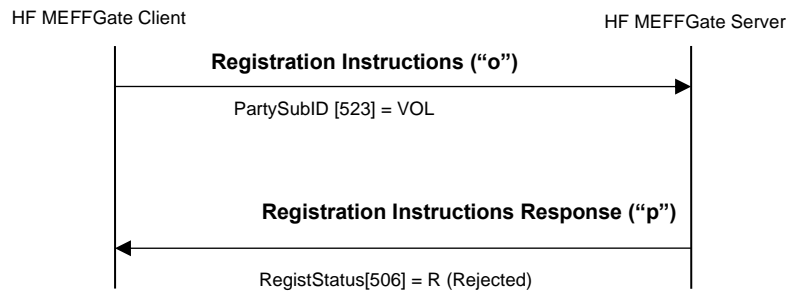 HF MEFFGate Client
HF MEFFGate Server
Registration Instructions (“o”)
PartySubID [523] = VOL
Registration Instructions Response (“p”)
RegistStatus[506] = R (Rejected)